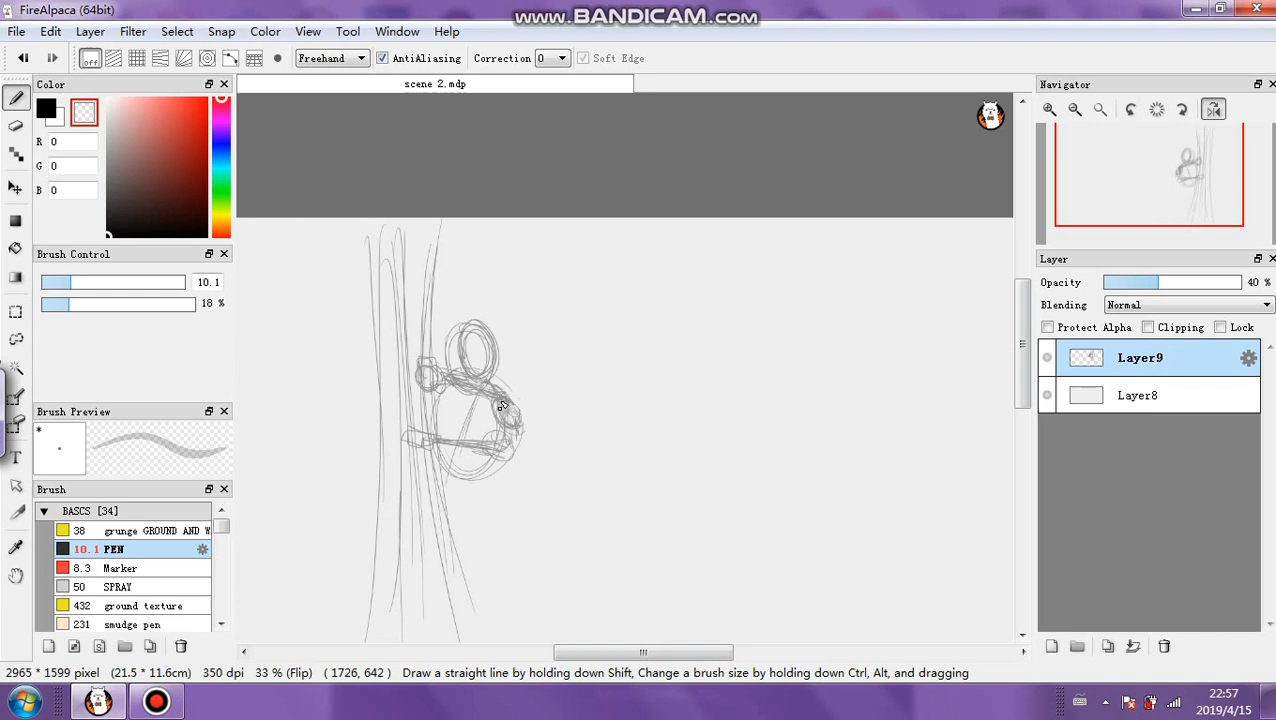 FireAlpaca (64bit)
www.BANDICAM.com
File Edit Layer Filter Select Snap Color View Tool Window Help
off Freehand AntiAliasing Correction 0 Soft Edge
Color
scene 2.mdp
Navigator
R 0
G 0
B 0
Brush Control
10.1
18 %
Layer
Opacity 40 %
Blending Normal
Protect Alpha Clipping Lock
Layer9
Layer8
Brush Preview
*
Brush
BASCS [34]
38 grunge GROUND AND W
10.1 PEN
8.3 Marker
50 SPRAY
432 ground texture
231 smudge pen
2965 * 1599 pixel (21.5 * 11.6cm) 350 dpi 33 % (Flip) ( 1726, 642 ) Draw a straight line by holding down Shift, Change a brush size by holding down Ctrl, Alt, and dragging
22:57
2019/4/15